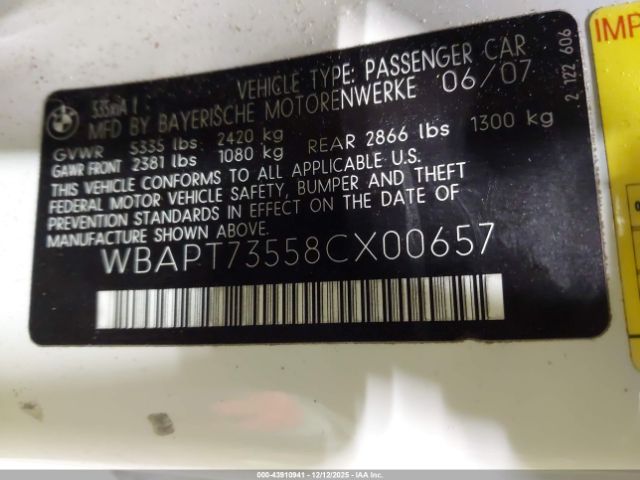 BMW
535xiA I
VEHICLE TYPE: PASSENGER CAR
MFD BY BAYERISCHE MOTORENWERKE 06/07
GVWR 5335 lbs 2420 kg
GAWR FRONT 2381 lbs 1080 kg REAR 2866 lbs 1300 kg
THIS VEHICLE CONFORMS TO ALL APPLICABLE U.S.
FEDERAL MOTOR VEHICLE SAFETY, BUMPER AND THEFT
PREVENTION STANDARDS IN EFFECT ON THE DATE OF
MANUFACTURE SHOWN ABOVE.
WBAPT73558CX00657
2 122 606
IMP
000-43910941 - 12/12/2025 - IAAI Inc.